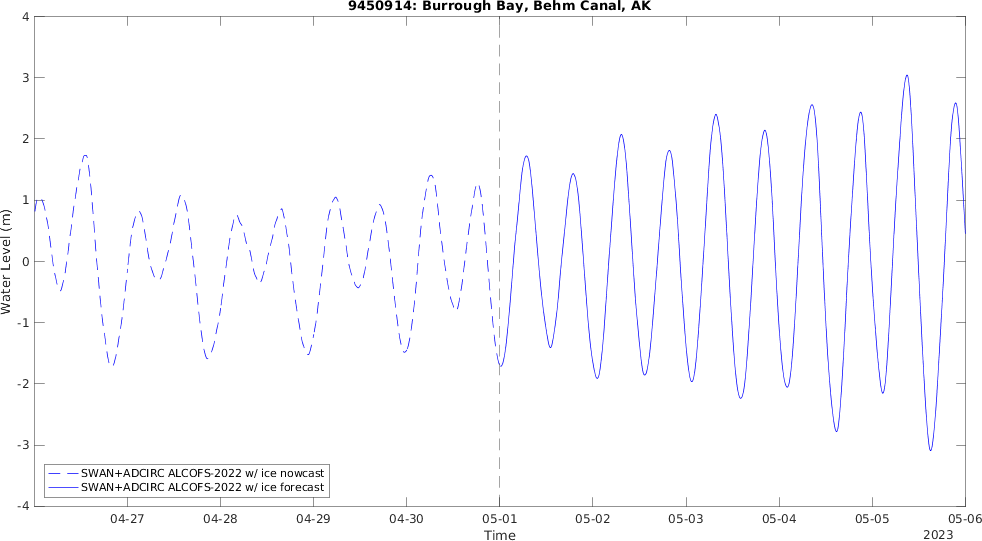 9450914: Burrough Bay, Behm Canal, AK
4
3
2
1
0
-1
-2
-3
-4
Water Level (m)
SWAN+ADCIRC ALCOFS-2022 w/ ice nowcast
SWAN+ADCIRC ALCOFS-2022 w/ ice forecast
04-27 04-28 04-29 04-30 05-01 05-02 05-03 05-04 05-05 05-06
Time
2023